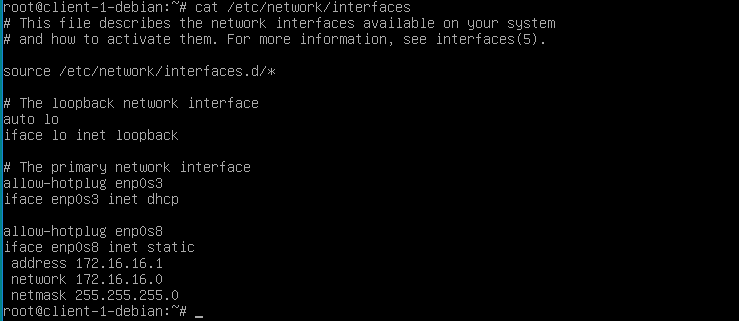 root@client-1-debian:~# cat /etc/network/interfaces
# This file describes the network interfaces available on your system
# and how to activate them. For more information, see interfaces(5).

source /etc/network/interfaces.d/*

# The loopback network interface
auto lo
iface lo inet loopback

# The primary network interface
allow-hotplug enp0s3
iface enp0s3 inet dhcp

allow-hotplug enp0s8
iface enp0s8 inet static
 address 172.16.16.1
 network 172.16.16.0
 netmask 255.255.255.0
root@client-1-debian:~# _